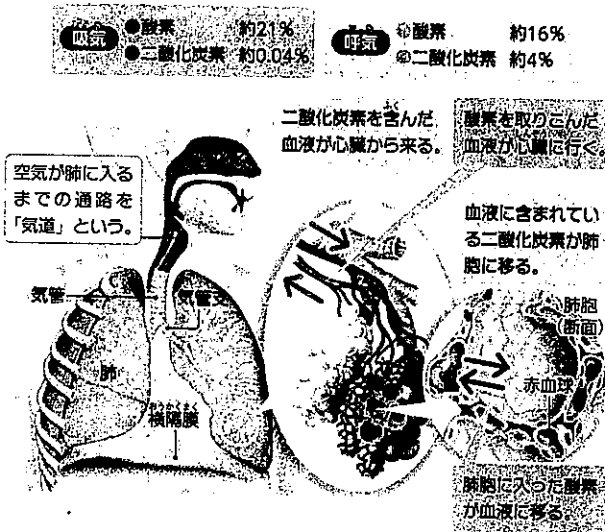 吸気
●酸素 約21%
●二酸化炭素 約0.04%
呼気
酸素 約16%
二酸化炭素 約4%
二酸化炭素を含んだ
血液が心臓から来る。
酸素を取りこんだ
血液が心臓に行く。
空気が肺に入る
までの通路を
「気道」という。
血液に含まれてい
る二酸化炭素が肺
胞に移る。
気管
気管支
肺胞
(断面)
肺
赤血球
横隔膜
肺胞に入った酸素
が血液に移る。